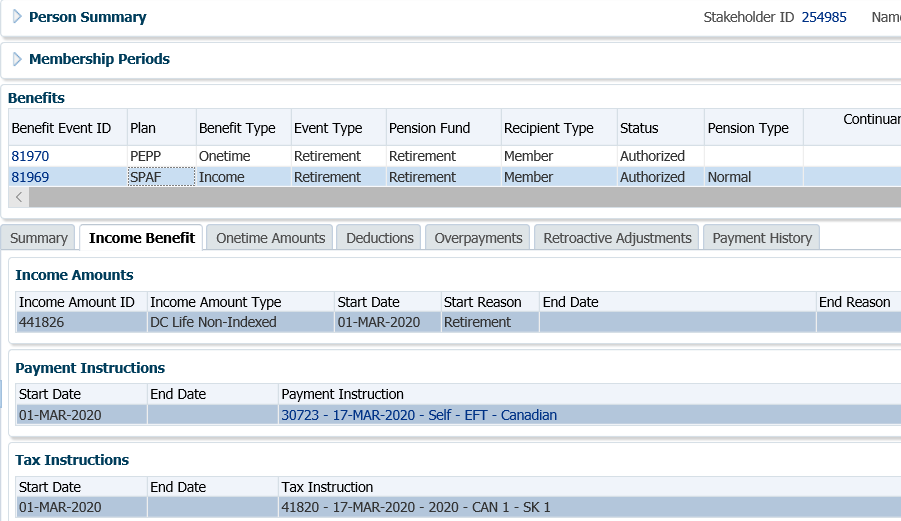 Person Summary Stakeholder ID 254985 Name
Membership Periods
Benefits
Benefit Event ID Plan Benefit Type Event Type Pension Fund Recipient Type Status Pension Type Continuan
81970 PEPP Onetime Retirement Retirement Member Authorized
81969 SPAF Income Retirement Retirement Member Authorized Normal
Summary Income Benefit Onetime Amounts Deductions Overpayments Retroactive Adjustments Payment History
Income Amounts
Income Amount ID Income Amount Type Start Date Start Reason End Date End Reason
441826 DC Life Non-Indexed 01-MAR-2020 Retirement
Payment Instructions
Start Date End Date Payment Instruction
01-MAR-2020 30723 - 17-MAR-2020 - Self - EFT - Canadian
Tax Instructions
Start Date End Date Tax Instruction
01-MAR-2020 41820 - 17-MAR-2020 - 2020 - CAN 1 - SK 1